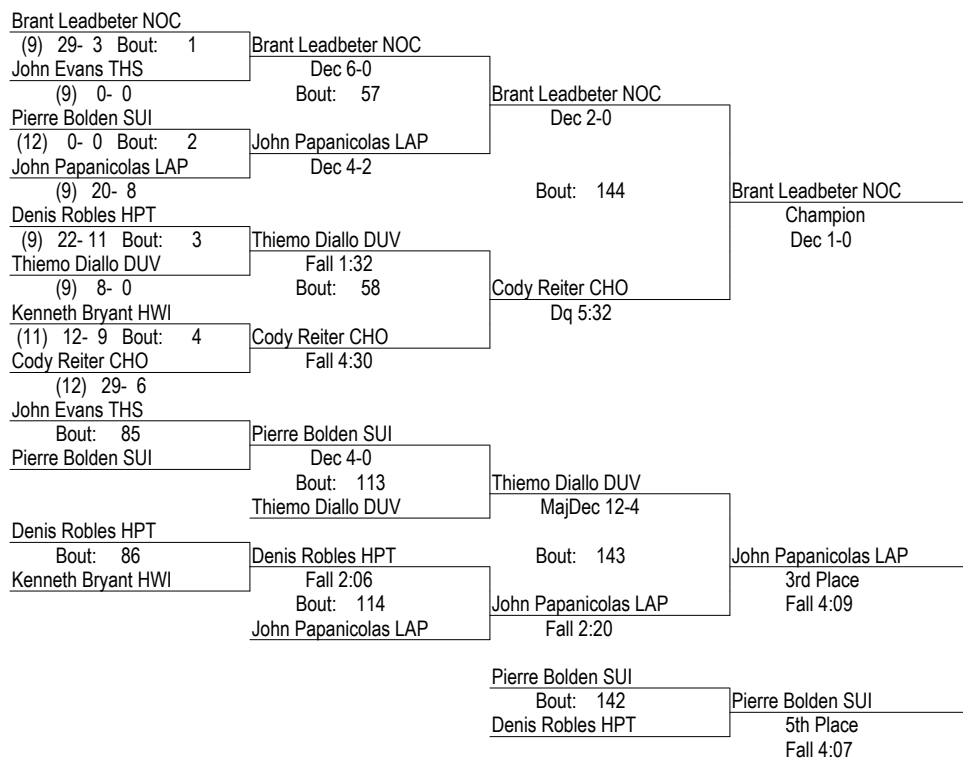 Brant Leadbeter NOC
(9) 29- 3 Bout: 1
John Evans THS
(9) 0- 0
Pierre Bolden SUI
(12) 0- 0 Bout: 2
John Papanicolas LAP
(9) 20- 8
Denis Robles HPT
(9) 22- 11 Bout: 3
Thiemo Diallo DUV
(9) 8- 0
Kenneth Bryant HWI
(11) 12- 9 Bout: 4
Cody Reiter CHO
(12) 29- 6
John Evans THS
Bout: 85
Pierre Bolden SUI
Denis Robles HPT
Bout: 86
Kenneth Bryant HWI
Brant Leadbeter NOC
Dec 6-0
Bout: 57
John Papanicolas LAP
Dec 4-2
Thiemo Diallo DUV
Fall 1:32
Bout: 58
Cody Reiter CHO
Fall 4:30
Pierre Bolden SUI
Dec 4-0
Bout: 113
Thiemo Diallo DUV
Denis Robles HPT
Fall 2:06
Bout: 114
John Papanicolas LAP
Brant Leadbeter NOC
Dec 2-0
Bout: 144
Cody Reiter CHO
Dq 5:32
Thiemo Diallo DUV
MajDec 12-4
Bout: 143
John Papanicolas LAP
Fall 2:20
Pierre Bolden SUI
Bout: 142
Denis Robles HPT
Brant Leadbeter NOC
Champion
Dec 1-0
John Papanicolas LAP
3rd Place
Fall 4:09
Pierre Bolden SUI
5th Place
Fall 4:07